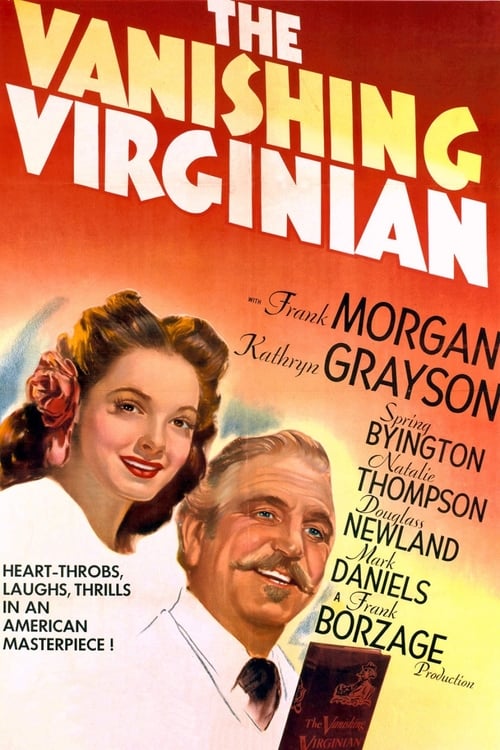 THE
VANISHING
VIRGINIAN
WITH Frank MORGAN
Kathryn GRAYSON
Spring
BYINGTON
Natalie
THOMPSON
Douglass
NEWLAND
Mark
DANIELS
A Frank
BORZAGE
Production
HEART-THROBS,
LAUGHS, THRILLS
IN AN
AMERICAN
MASTERPIECE !
The Vanishing
VIRGINIAN